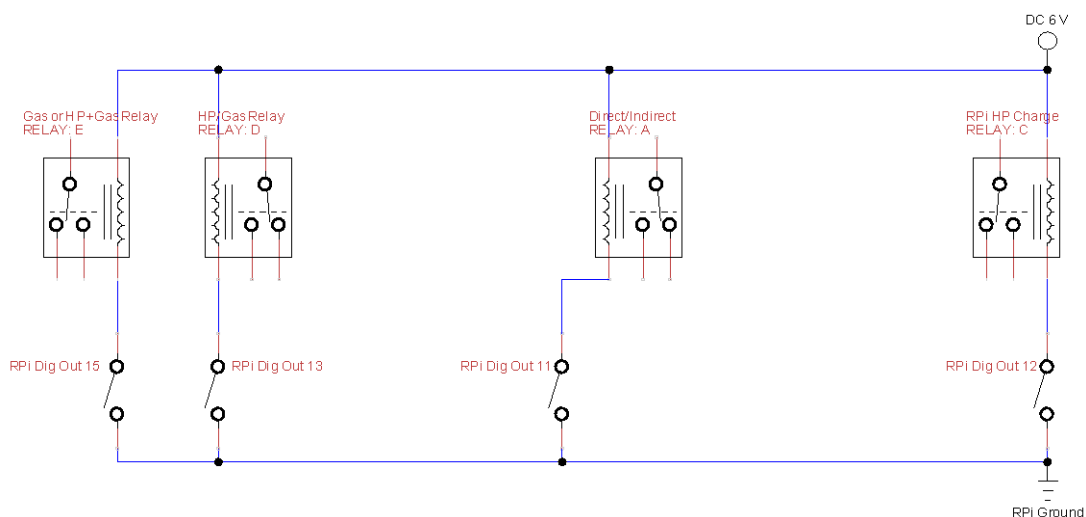 DC 6V
Gas or HP+Gas Relay
RELAY: E
HP/Gas Relay
RELAY: D
Direct/Indirect
RELAY: A
RPi HP Charge
RELAY: C
RPi Dig Out 15
RPi Dig Out 13
RPi Dig Out 11
RPi Dig Out 12
RPi Ground